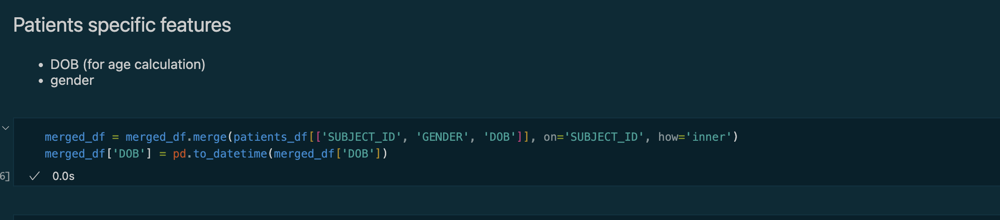 Patients specific features
• DOB (for age calculation)
• gender
merged_df = merged_df.merge(patients_df[['SUBJECT_ID', 'GENDER', 'DOB']], on='SUBJECT_ID', how='inner')
merged_df['DOB'] = pd.to_datetime(merged_df['DOB'])
6] ✓ 0.0s